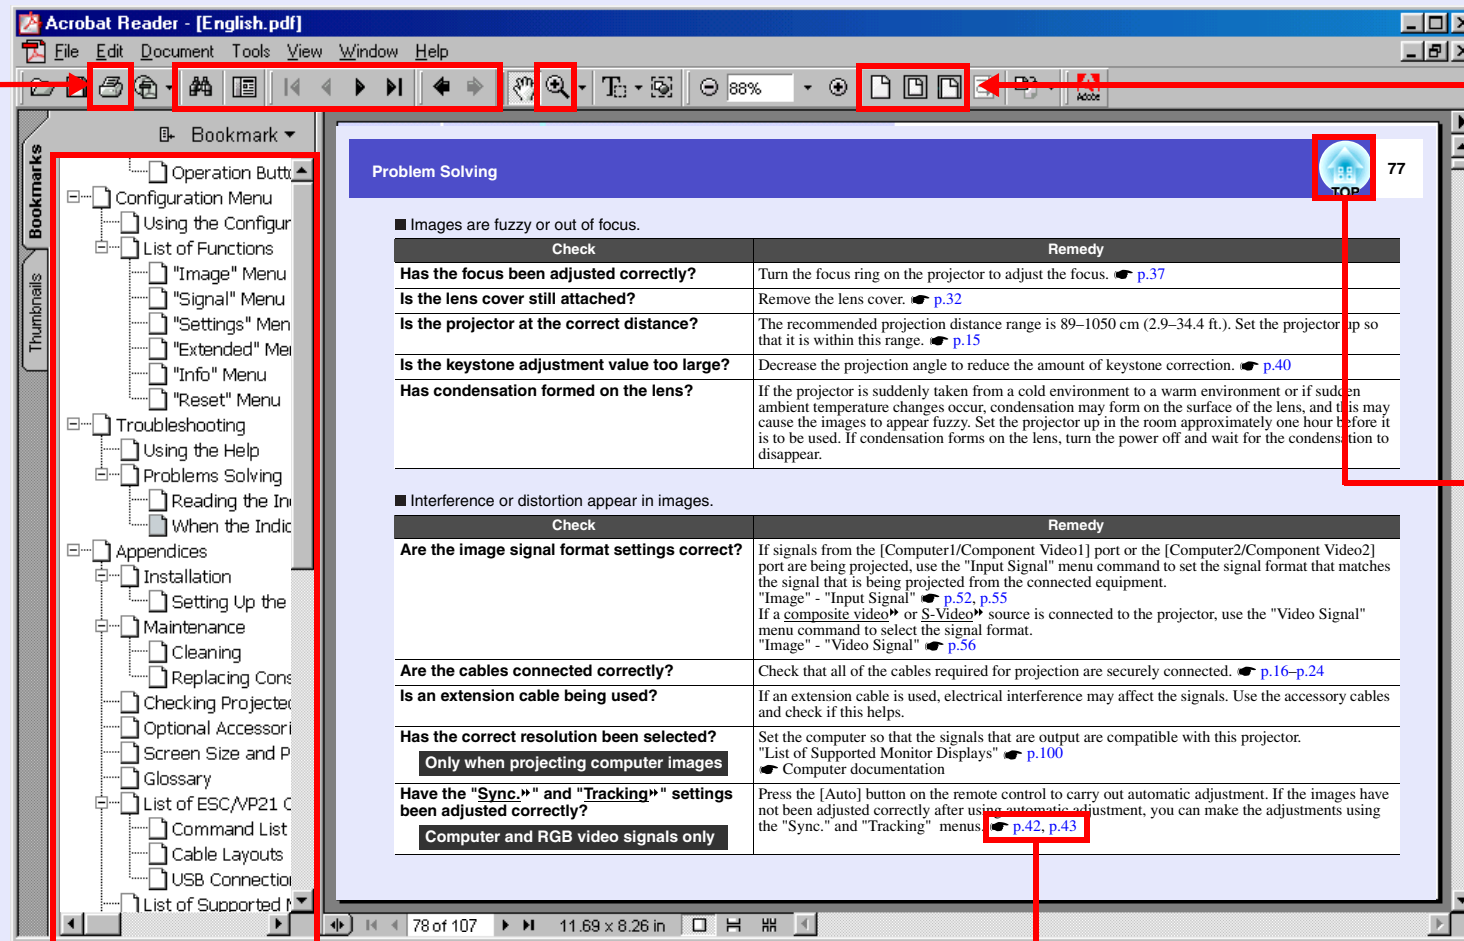 Acrobat Reader - [English.pdf]
File Edit Document Tools View Window Help
88%
Adobe
Bookmarks
Thumbnails
Bookmark
Operation Butto
Configuration Menu
Using the Configur
List of Functions
"Image" Menu
"Signal" Menu
"Settings" Men
"Extended" Me
"Info" Menu
"Reset" Menu
Troubleshooting
Using the Help
Problems Solving
Reading the In
When the Indic
Appendices
Installation
Setting Up the
Maintenance
Cleaning
Replacing Cons
Checking Projected
Optional Accessori
Screen Size and P
Glossary
List of ESC/VP21 C
Command List
Cable Layouts
USB Connection
List of Supported M
Problem Solving
TOP
77
■ Images are fuzzy or out of focus.
Check Remedy
Has the focus been adjusted correctly? Turn the focus ring on the projector to adjust the focus. ☛ p.37
Is the lens cover still attached? Remove the lens cover. ☛ p.32
Is the projector at the correct distance? The recommended projection distance range is 89–1050 cm (2.9–34.4 ft.). Set the projector up so
that it is within this range. ☛ p.15
Is the keystone adjustment value too large? Decrease the projection angle to reduce the amount of keystone correction. ☛ p.40
Has condensation formed on the lens? If the projector is suddenly taken from a cold environment to a warm environment or if sudden
ambient temperature changes occur, condensation may form on the surface of the lens, and this may
cause the images to appear fuzzy. Set the projector up in the room approximately one hour before it
is to be used. If condensation forms on the lens, turn the power off and wait for the condensation to
disappear.
■ Interference or distortion appear in images.
Check Remedy
Are the image signal format settings correct? If signals from the [Computer1/Component Video1] port or the [Computer2/Component Video2]
port are being projected, use the "Input Signal" menu command to set the signal format that matches
the signal that is being projected from the connected equipment.
"Image" - "Input Signal" ☛ p.52, p.55
If a composite video or S-Video source is connected to the projector, use the "Video Signal"
menu command to select the signal format.
"Image" - "Video Signal" ☛ p.56
Are the cables connected correctly? Check that all of the cables required for projection are securely connected. ☛ p.16–p.24
Is an extension cable being used? If an extension cable is used, electrical interference may affect the signals. Use the accessory cables
and check if this helps.
Has the correct resolution been selected? Set the computer so that the signals that are output are compatible with this projector.
Only when projecting computer images "List of Supported Monitor Displays" ☛ p.100
☛ Computer documentation
Have the "Sync." and "Tracking" settings Press the [Auto] button on the remote control to carry out automatic adjustment. If the images have
been adjusted correctly? not been adjusted correctly after using automatic adjustment, you can make the adjustments using
Computer and RGB video signals only the "Sync." and "Tracking" menus. ☛ p.42, p.43
78 of 107 11.69 x 8.26 in